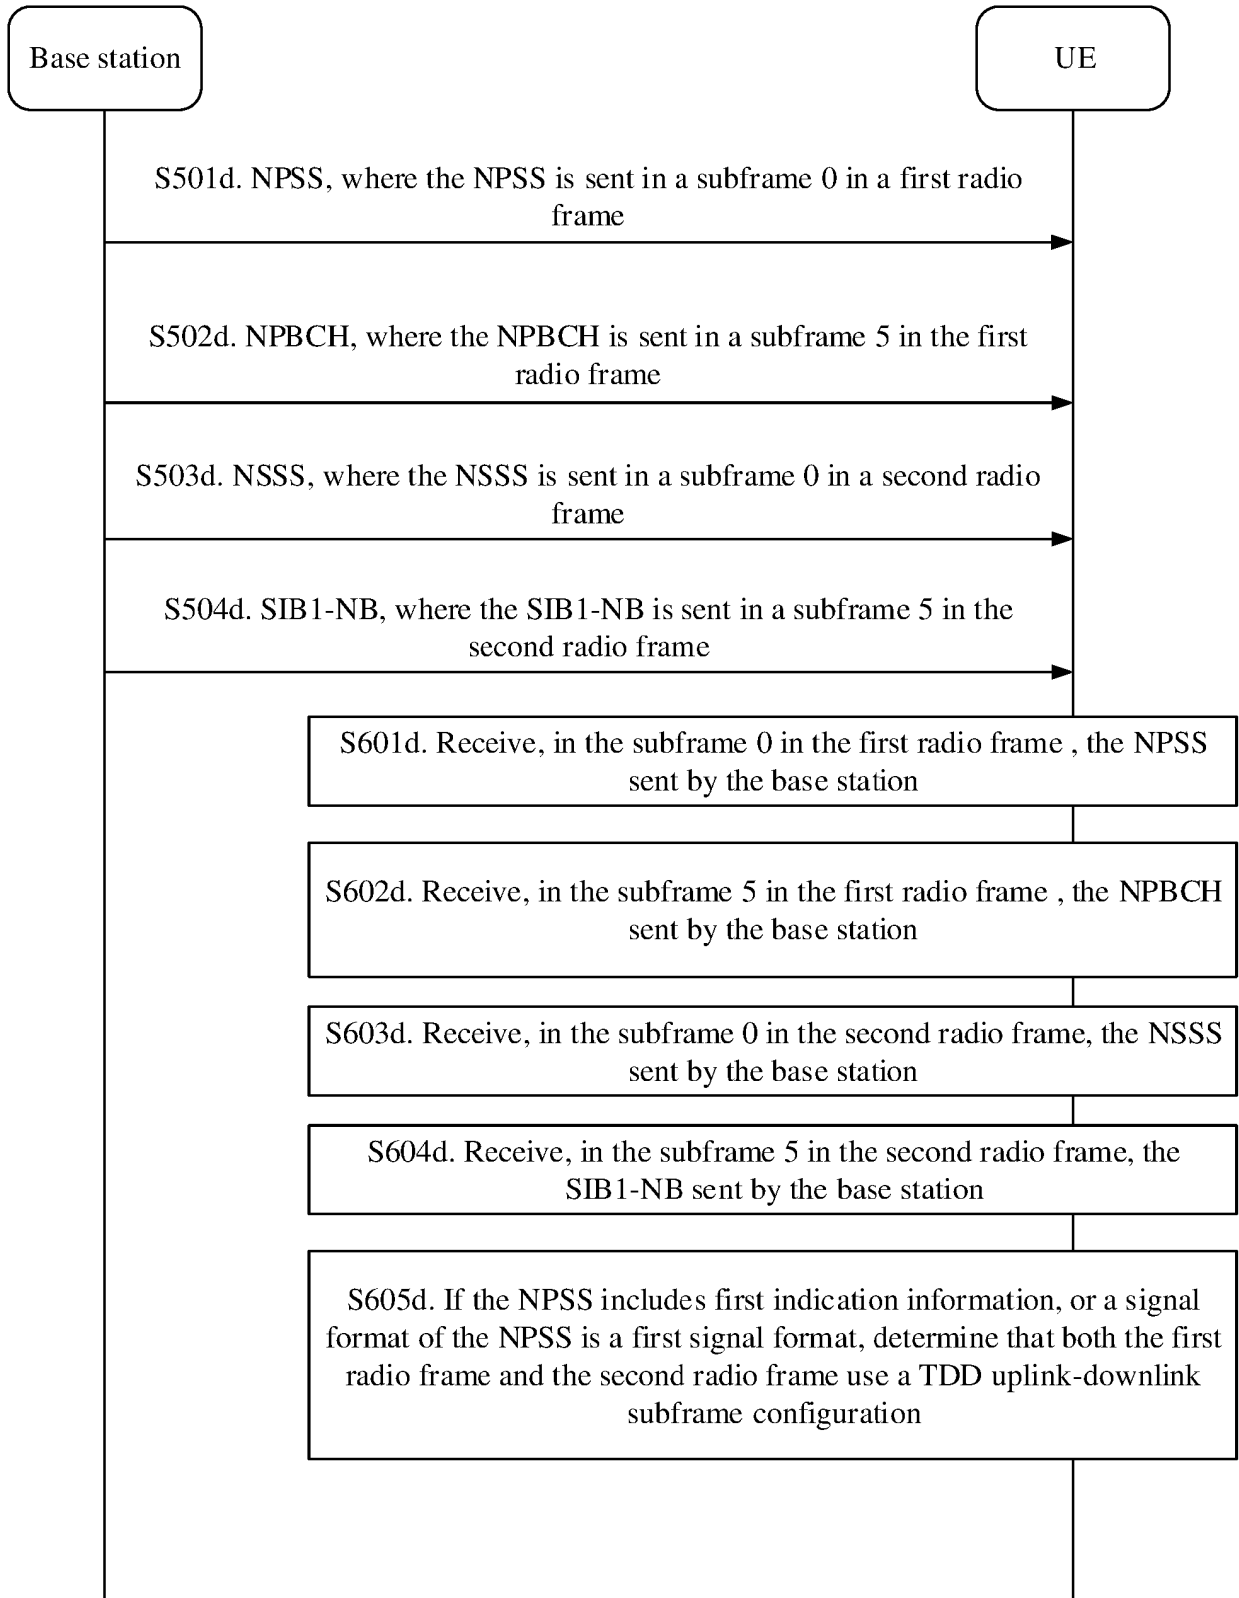 Base station
UE
S501d. NPSS, where the NPSS is sent in a subframe 0 in a first radio
frame
S502d. NPBCH, where the NPBCH is sent in a subframe 5 in the first
radio frame
S503d. NSSS, where the NSSS is sent in a subframe 0 in a second radio
frame
S504d. SIB1-NB, where the SIB1-NB is sent in a subframe 5 in the
second radio frame
S601d. Receive, in the subframe 0 in the first radio frame , the NPSS
sent by the base station
S602d. Receive, in the subframe 5 in the first radio frame , the NPBCH
sent by the base station
S603d. Receive, in the subframe 0 in the second radio frame, the NSSS
sent by the base station
S604d. Receive, in the subframe 5 in the second radio frame, the
SIB1-NB sent by the base station
S605d. If the NPSS includes first indication information, or a signal
format of the NPSS is a first signal format, determine that both the first
radio frame and the second radio frame use a TDD uplink-downlink
subframe configuration